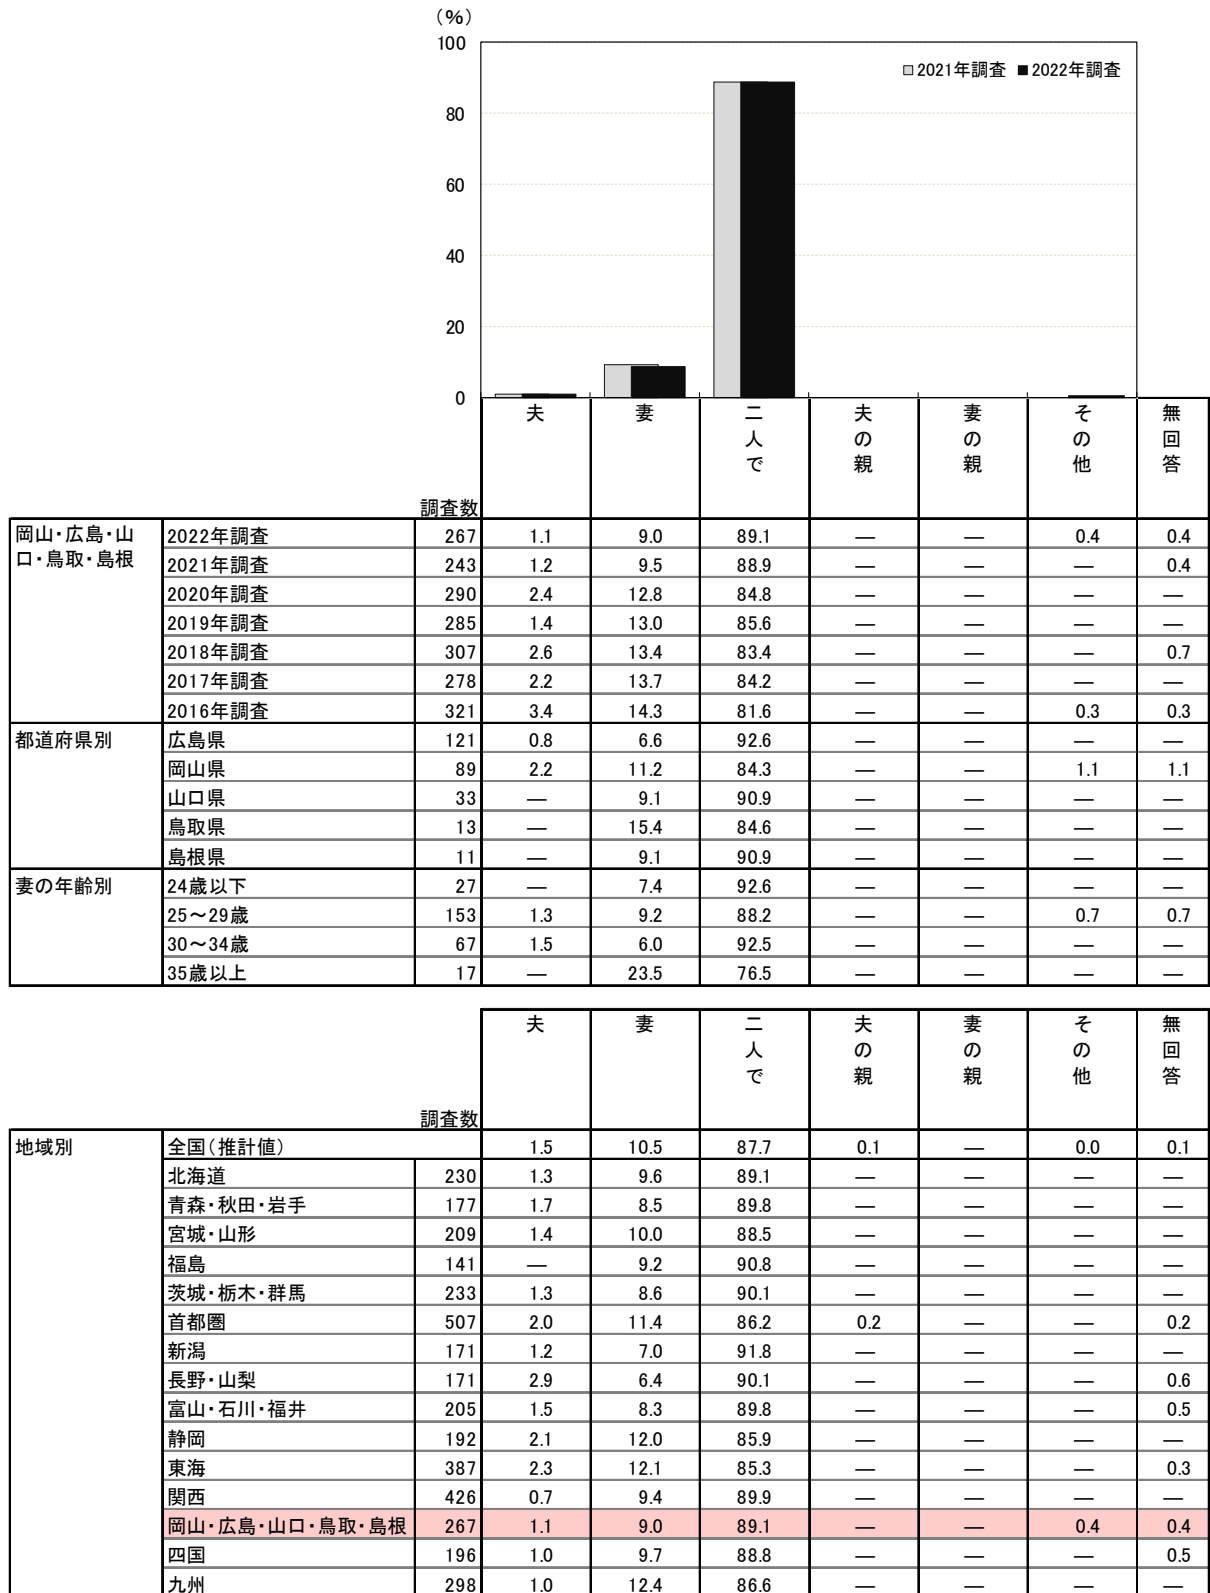 (%)
100
□2021年調査 ■2022年調査
80
60
40
20
0
夫 妻 二人で 夫の親 妻の親 その他 無回答
調査数
岡山・広島・山口・鳥取・島根 2022年調査 267 1.1 9.0 89.1 — — 0.4 0.4
2021年調査 243 1.2 9.5 88.9 — — — 0.4
2020年調査 290 2.4 12.8 84.8 — — — —
2019年調査 285 1.4 13.0 85.6 — — — —
2018年調査 307 2.6 13.4 83.4 — — — 0.7
2017年調査 278 2.2 13.7 84.2 — — — —
2016年調査 321 3.4 14.3 81.6 — — 0.3 0.3
都道府県別 広島県 121 0.8 6.6 92.6 — — — —
岡山県 89 2.2 11.2 84.3 — — 1.1 1.1
山口県 33 — 9.1 90.9 — — — —
鳥取県 13 — 15.4 84.6 — — — —
島根県 11 — 9.1 90.9 — — — —
妻の年齢別 24歳以下 27 — 7.4 92.6 — — — —
25～29歳 153 1.3 9.2 88.2 — — 0.7 0.7
30～34歳 67 1.5 6.0 92.5 — — — —
35歳以上 17 — 23.5 76.5 — — — —
夫 妻 二人で 夫の親 妻の親 その他 無回答
調査数
地域別 全国(推計値) 1.5 10.5 87.7 0.1 — 0.0 0.1
北海道 230 1.3 9.6 89.1 — — — —
青森・秋田・岩手 177 1.7 8.5 89.8 — — — —
宮城・山形 209 1.4 10.0 88.5 — — — —
福島 141 — 9.2 90.8 — — — —
茨城・栃木・群馬 233 1.3 8.6 90.1 — — — —
首都圏 507 2.0 11.4 86.2 0.2 — — 0.2
新潟 171 1.2 7.0 91.8 — — — —
長野・山梨 171 2.9 6.4 90.1 — — — 0.6
富山・石川・福井 205 1.5 8.3 89.8 — — — 0.5
静岡 192 2.1 12.0 85.9 — — — —
東海 387 2.3 12.1 85.3 — — — 0.3
関西 426 0.7 9.4 89.9 — — — —
岡山・広島・山口・鳥取・島根 267 1.1 9.0 89.1 — — 0.4 0.4
四国 196 1.0 9.7 88.8 — — — 0.5
九州 298 1.0 12.4 86.6 — — — —